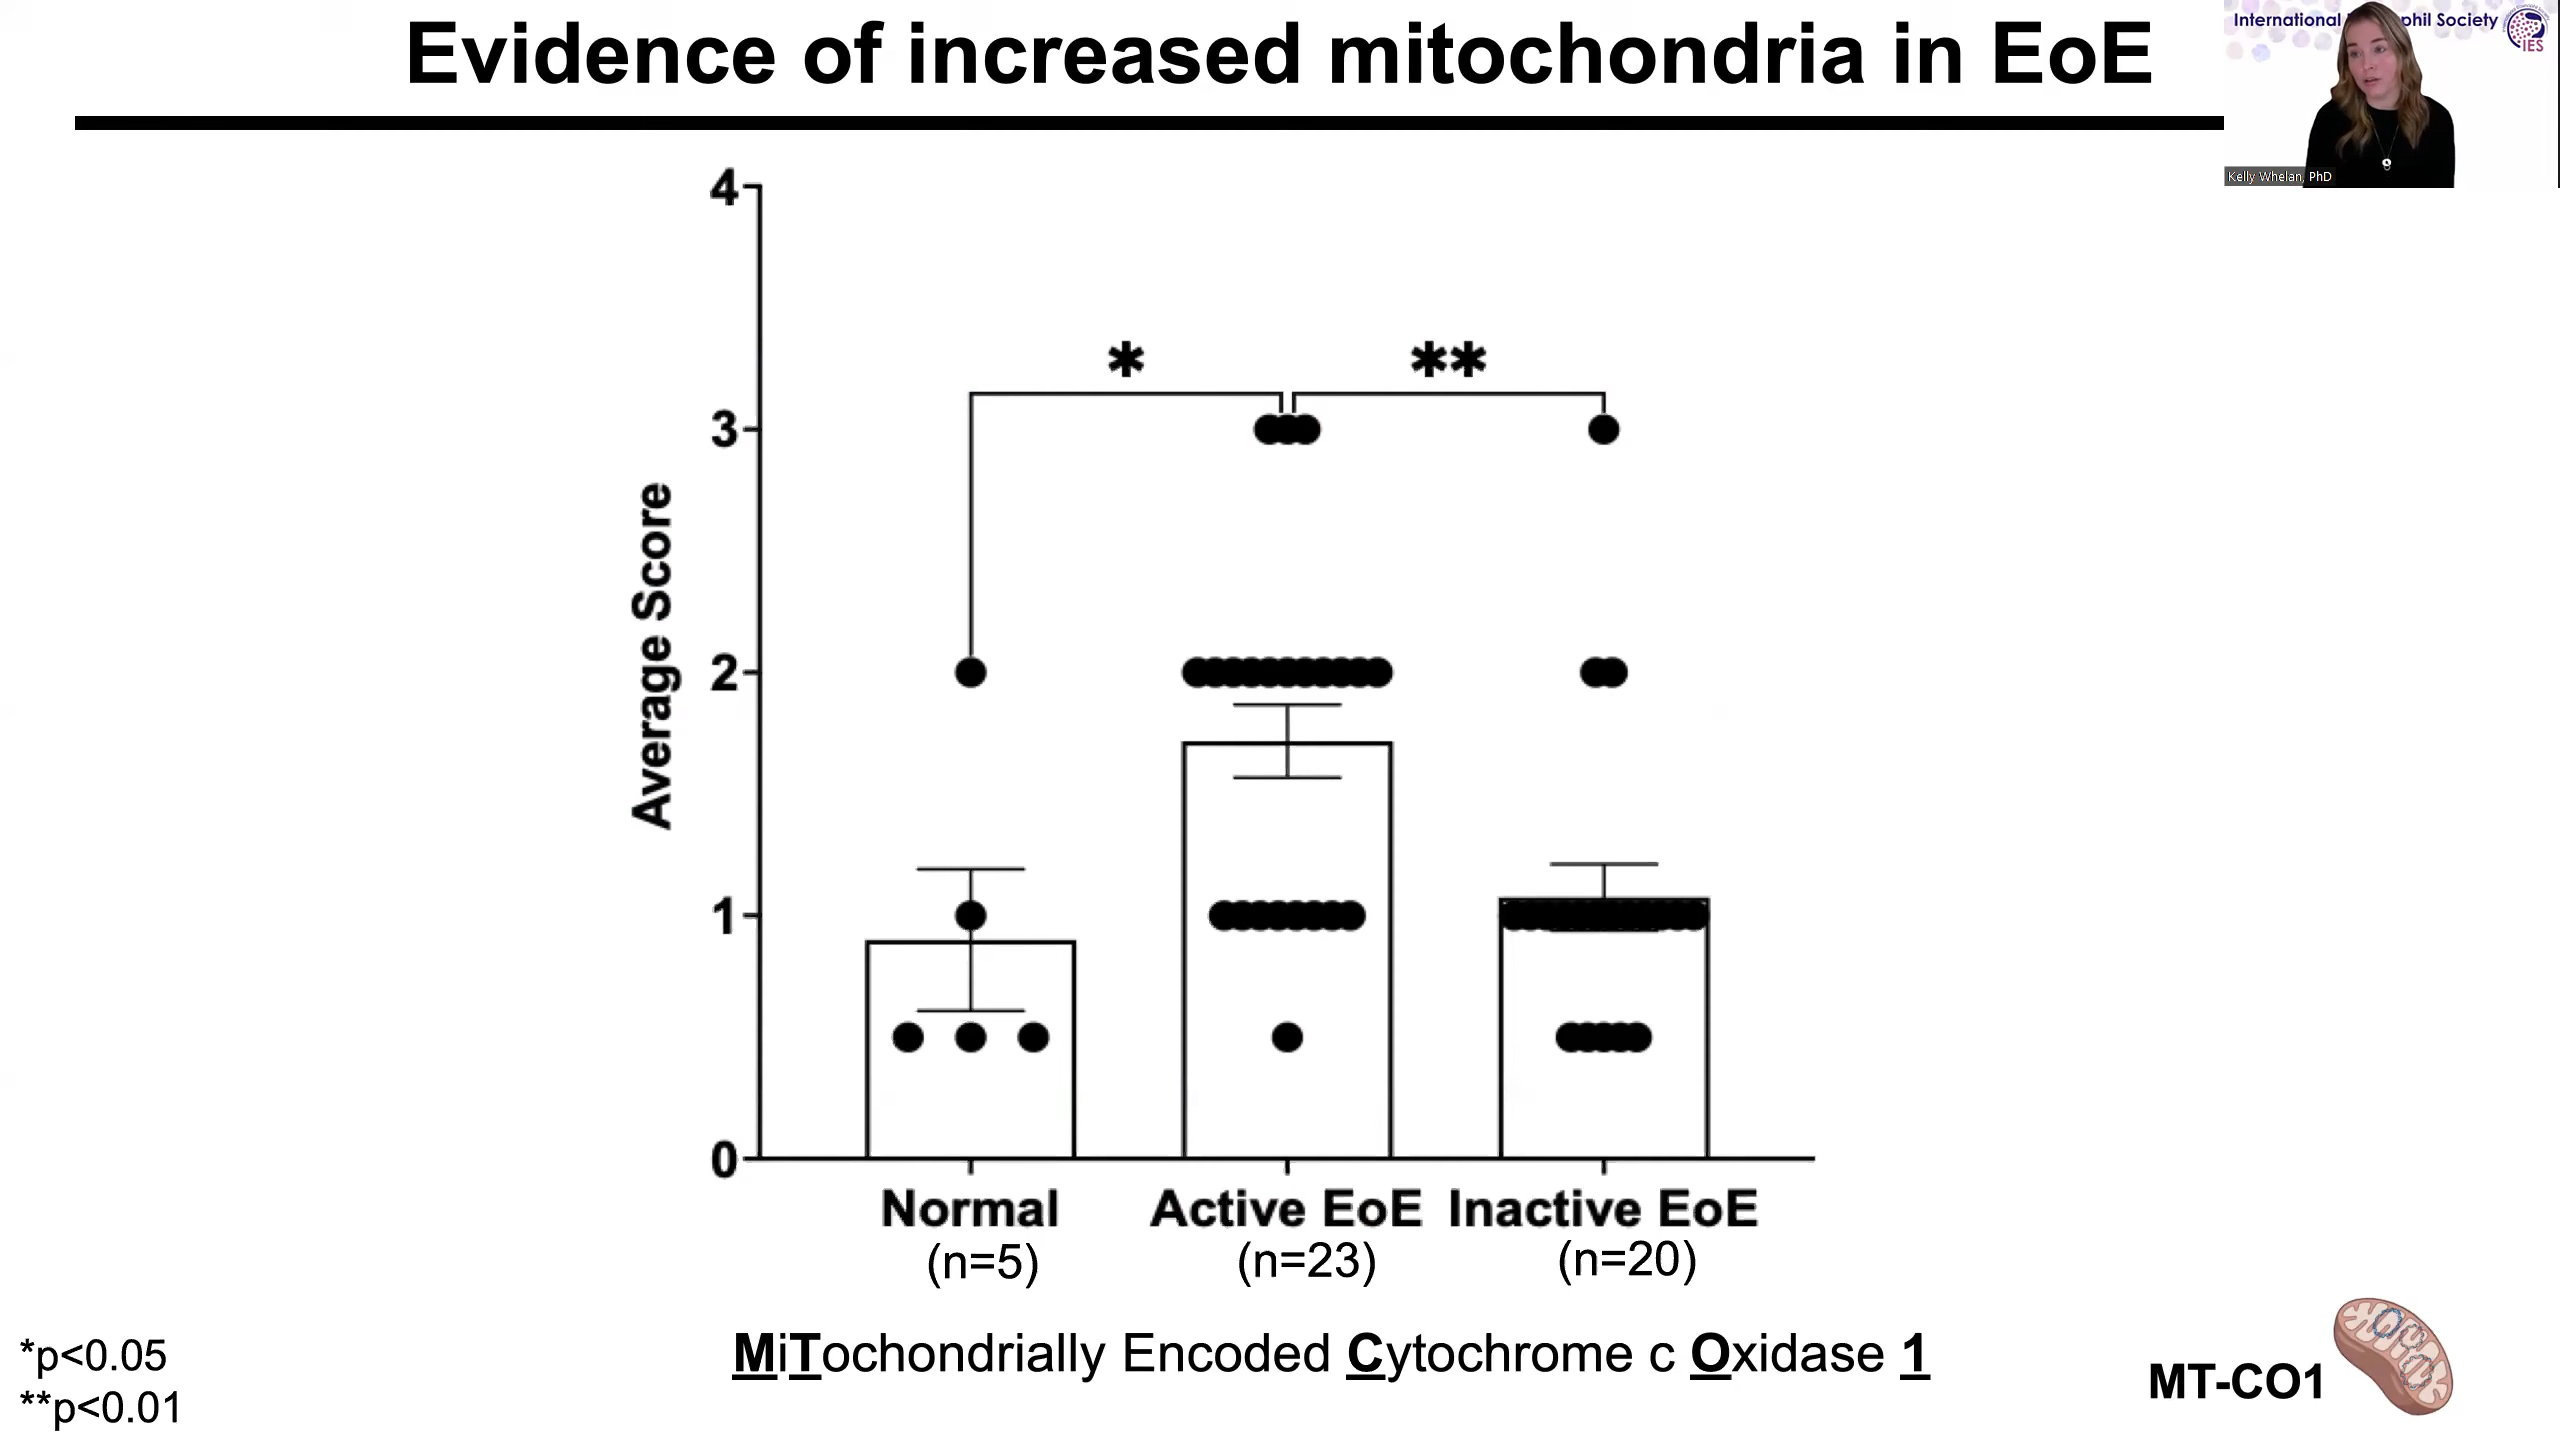 Evidence of increased mitochondria in EoE
International phil Society
IES
Kelly Whelan, PhD
4
3
2
1
0
Average Score
* **
Normal Active EoE Inactive EoE
(n=5) (n=23) (n=20)
*p<0.05
**p<0.01
MiTochondrially Encoded Cytochrome c Oxidase 1
MT-CO1